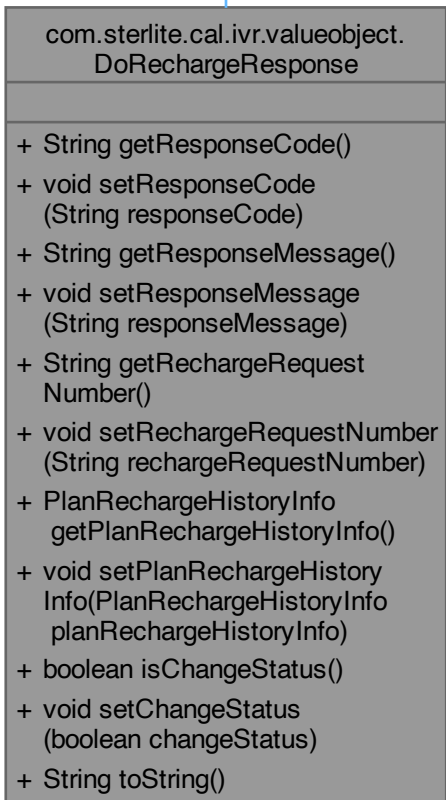 com.sterlite.cal.ivr.valueobject.
DoRechargeResponse
+ String getResponseCode()
+ void setResponseCode
(String responseCode)
+ String getResponseMessage()
+ void setResponseMessage
(String responseMessage)
+ String getRechargeRequest
Number()
+ void setRechargeRequestNumber
(String rechargeRequestNumber)
+ PlanRechargeHistoryInfo
getPlanRechargeHistoryInfo()
+ void setPlanRechargeHistory
Info(PlanRechargeHistoryInfo
planRechargeHistoryInfo)
+ boolean isChangeStatus()
+ void setChangeStatus
(boolean changeStatus)
+ String toString()